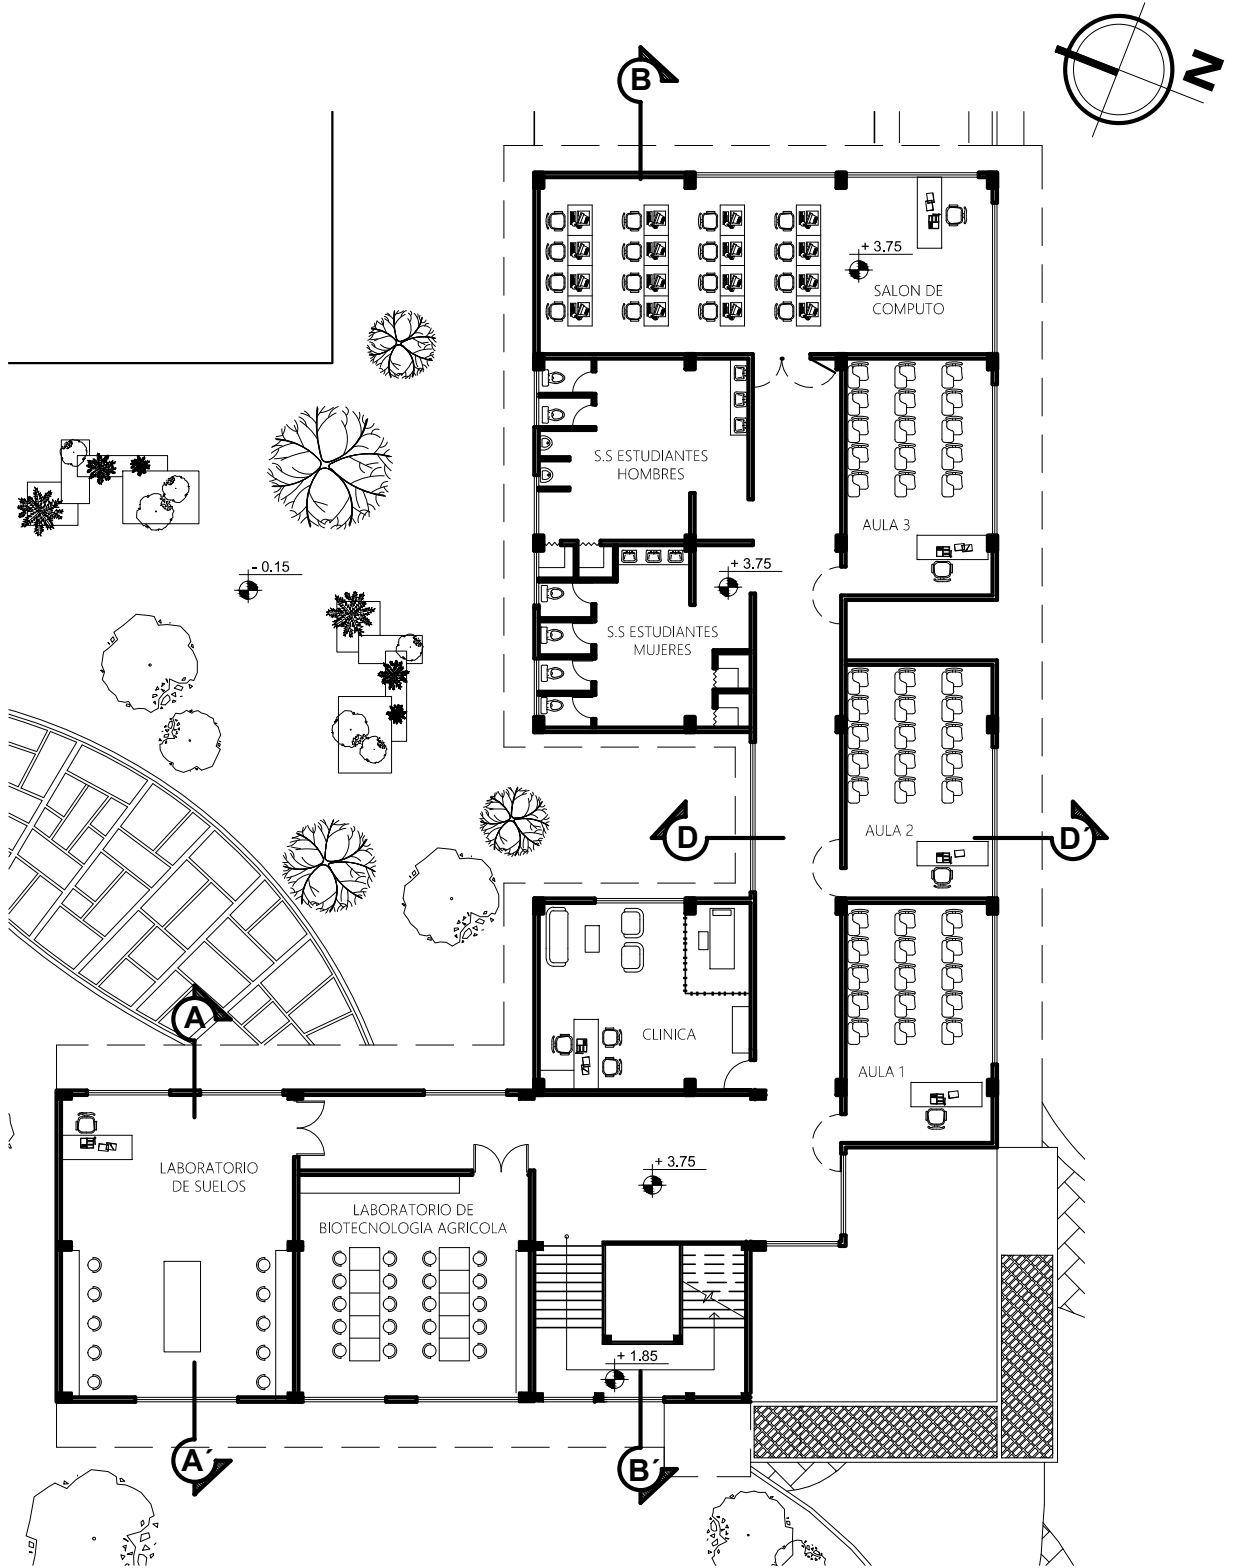 N
B
+ 3.75
SALON DE
COMPUTO
S.S ESTUDIANTES
HOMBRES
AULA 3
- 0.15
+ 3.75
S.S ESTUDIANTES
MUJERES
D
AULA 2
D´
A
CLINICA
AULA 1
LABORATORIO
DE SUELOS
+ 3.75
LABORATORIO DE
BIOTECNOLOGIA AGRICOLA
+ 1.85
A´
B´